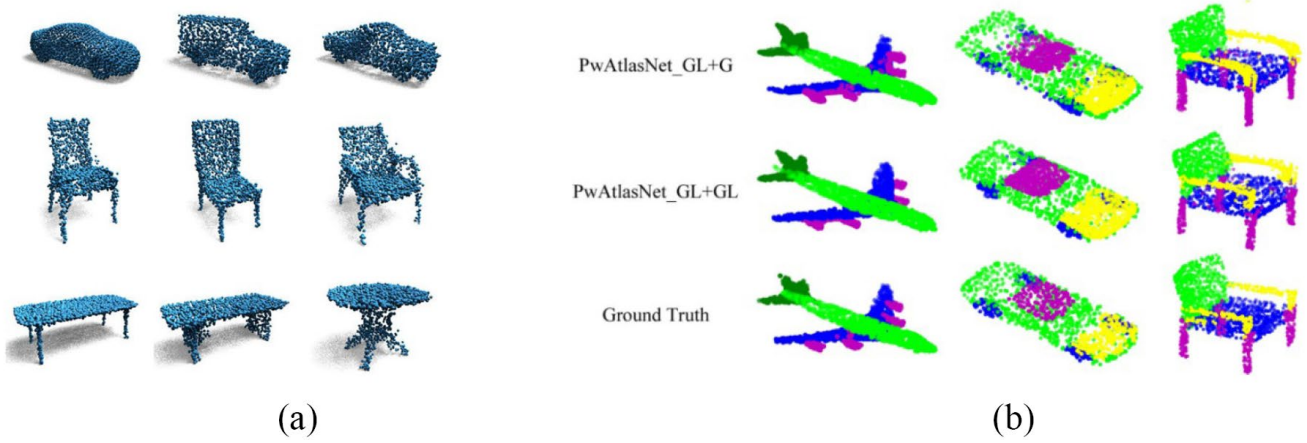 PwAtlasNet_GL+G
PwAtlasNet_GL+GL
Ground Truth
(a)
(b)